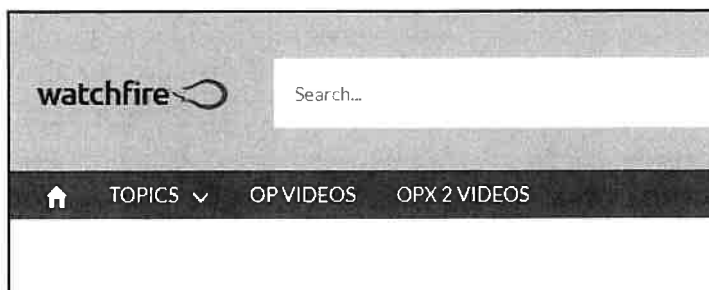 watchfire
Search...
TOPICS
OP VIDEOS
OPX 2 VIDEOS